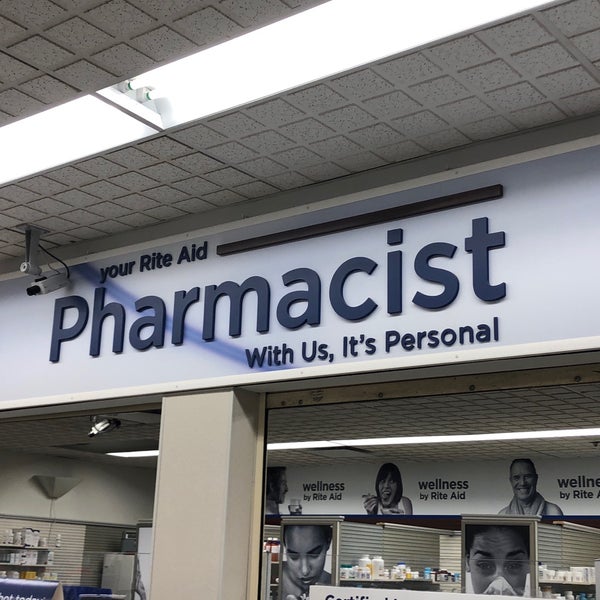 your Rite Aid
Pharmacist
With Us, It's Personal
wellness
by Rite Aid
wellness
by Rite Aid
wellness
by Rite Aid